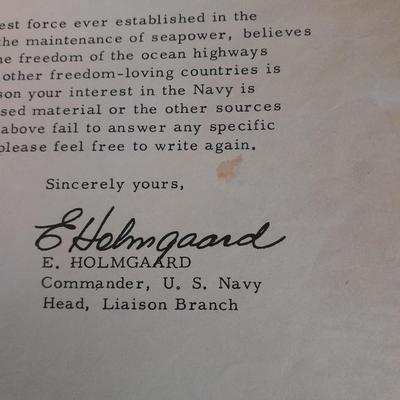 est force ever established in the
the maintenance of seapower, believes
he freedom of the ocean highways
other freedom-loving countries is
son your interest in the Navy is
sed material or the other sources
above fail to answer any specific
please feel free to write again.
Sincerely yours,
E Holmgaard
E. HOLMGAARD
Commander, U. S. Navy
Head, Liaison Branch